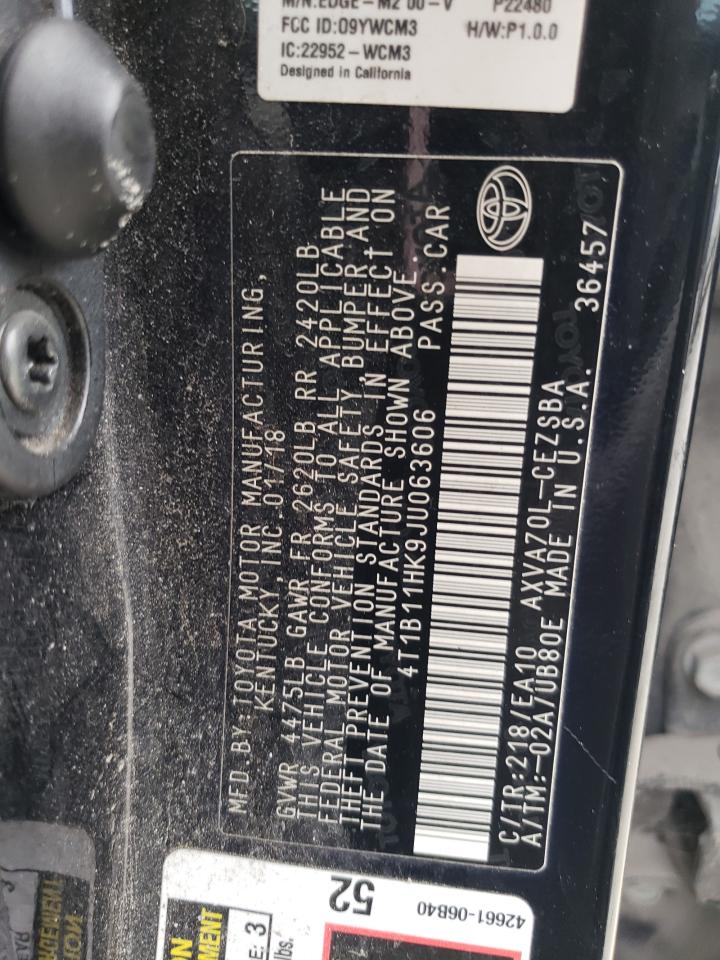 M/N:EDGE-M2 00-V P22480
FCC ID:O9YWCM3 H/W:P1.0.0
IC:22952-WCM3
Designed in California
MFD.BY:TOYOTA MOTOR MANUFACTURING,
KENTUCKY, INC. 01/18
GVWR 4475LB GAWR FR 2620LB RR 2420LB
THIS VEHICLE CONFORMS TO ALL APPLICABLE
FEDERAL MOTOR VEHICLE SAFETY, BUMPER, AND
THEFT PREVENTION STANDARDS IN EFFECT ON
THE DATE OF MANUFACTURE SHOWN ABOVE.
4T1B11HK9JU063606 PASS.CAR
C/TR:218/EA10 AXVA70L-CEZSBA
A/TM:-02A/UB80E MADE IN U.S.A. 36457
52
42661-06B40
3
lbs.